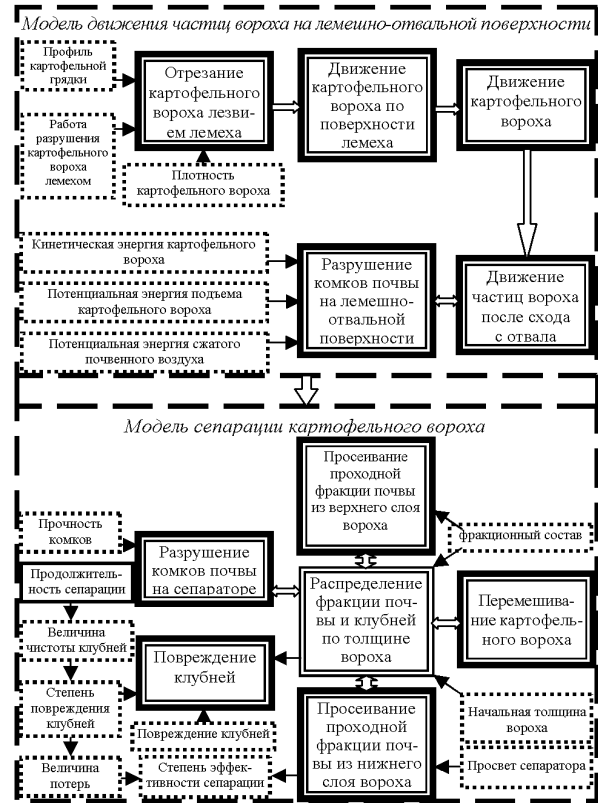 Модель движения частиц вороха на лемешно-отвальной поверхности
Профиль
картофельной
грядки
Отрезание
картофельного
вороха лезви-
ем лемеха
Движение
картофельного
вороха по
поверхности
лемеха
Движение
картофельного
вороха
Работа
разрушения
картофельного
вороха
лемехом
Плотность
картофельного вороха
Кинетическая энергия картофельного
вороха
Потенциальная энергия подъема
картофельного вороха
Потенциальная энергия сжатого
почвенного воздуха
Разрушение
комков почвы
на лемешно-
отвальной
поверхности
Движение
частиц вороха
после схода
с отвала
Модель сепарации картофельного вороха
Просеивание
проходной
фракции почвы
из верхнего слоя
вороха
Прочность
комков
Разрушение
комков почвы
на сепараторе
фракционный состав
Продолжитель-
ность сепарации
Распределение
фракции поч-
вы и клубней
по толщине
вороха
Перемешива-
ние картофель-
ного вороха
Величина
чистоты клубней
Повреждение
клубней
Степень
повреждения
клубней
Повреждение клубней
Просеивание
проходной
фракции поч-
вы из нижнего
слоя вороха
Начальная толщина
вороха
Просвет сепаратора
Величина
потерь
Степень эффек-
тивности сепарации